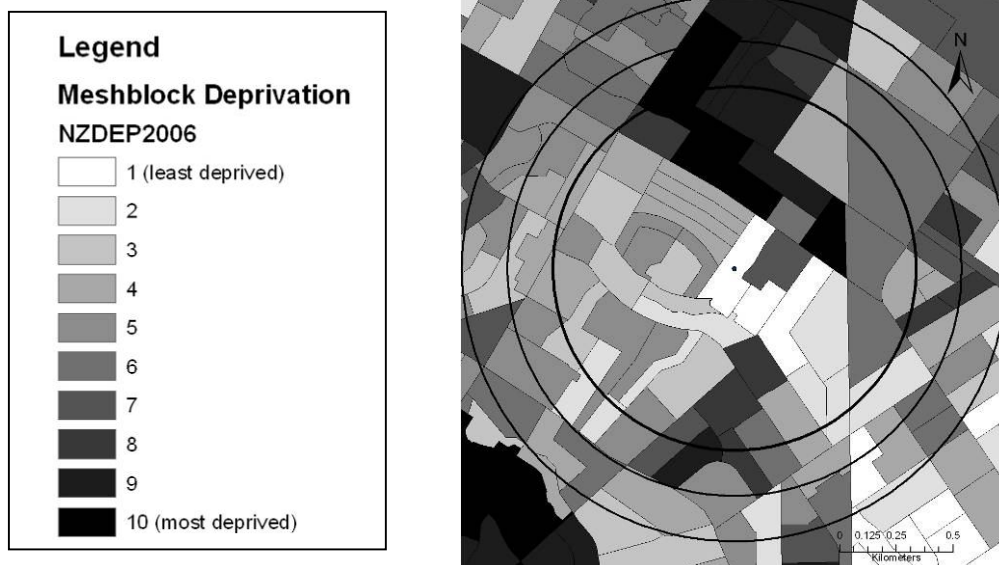 Legend
Meshblock Deprivation
NZDEP2006
1 (least deprived)
2
3
4
5
6
7
8
9
10 (most deprived)
N
0 0.125 0.25 0.5
Kilometers